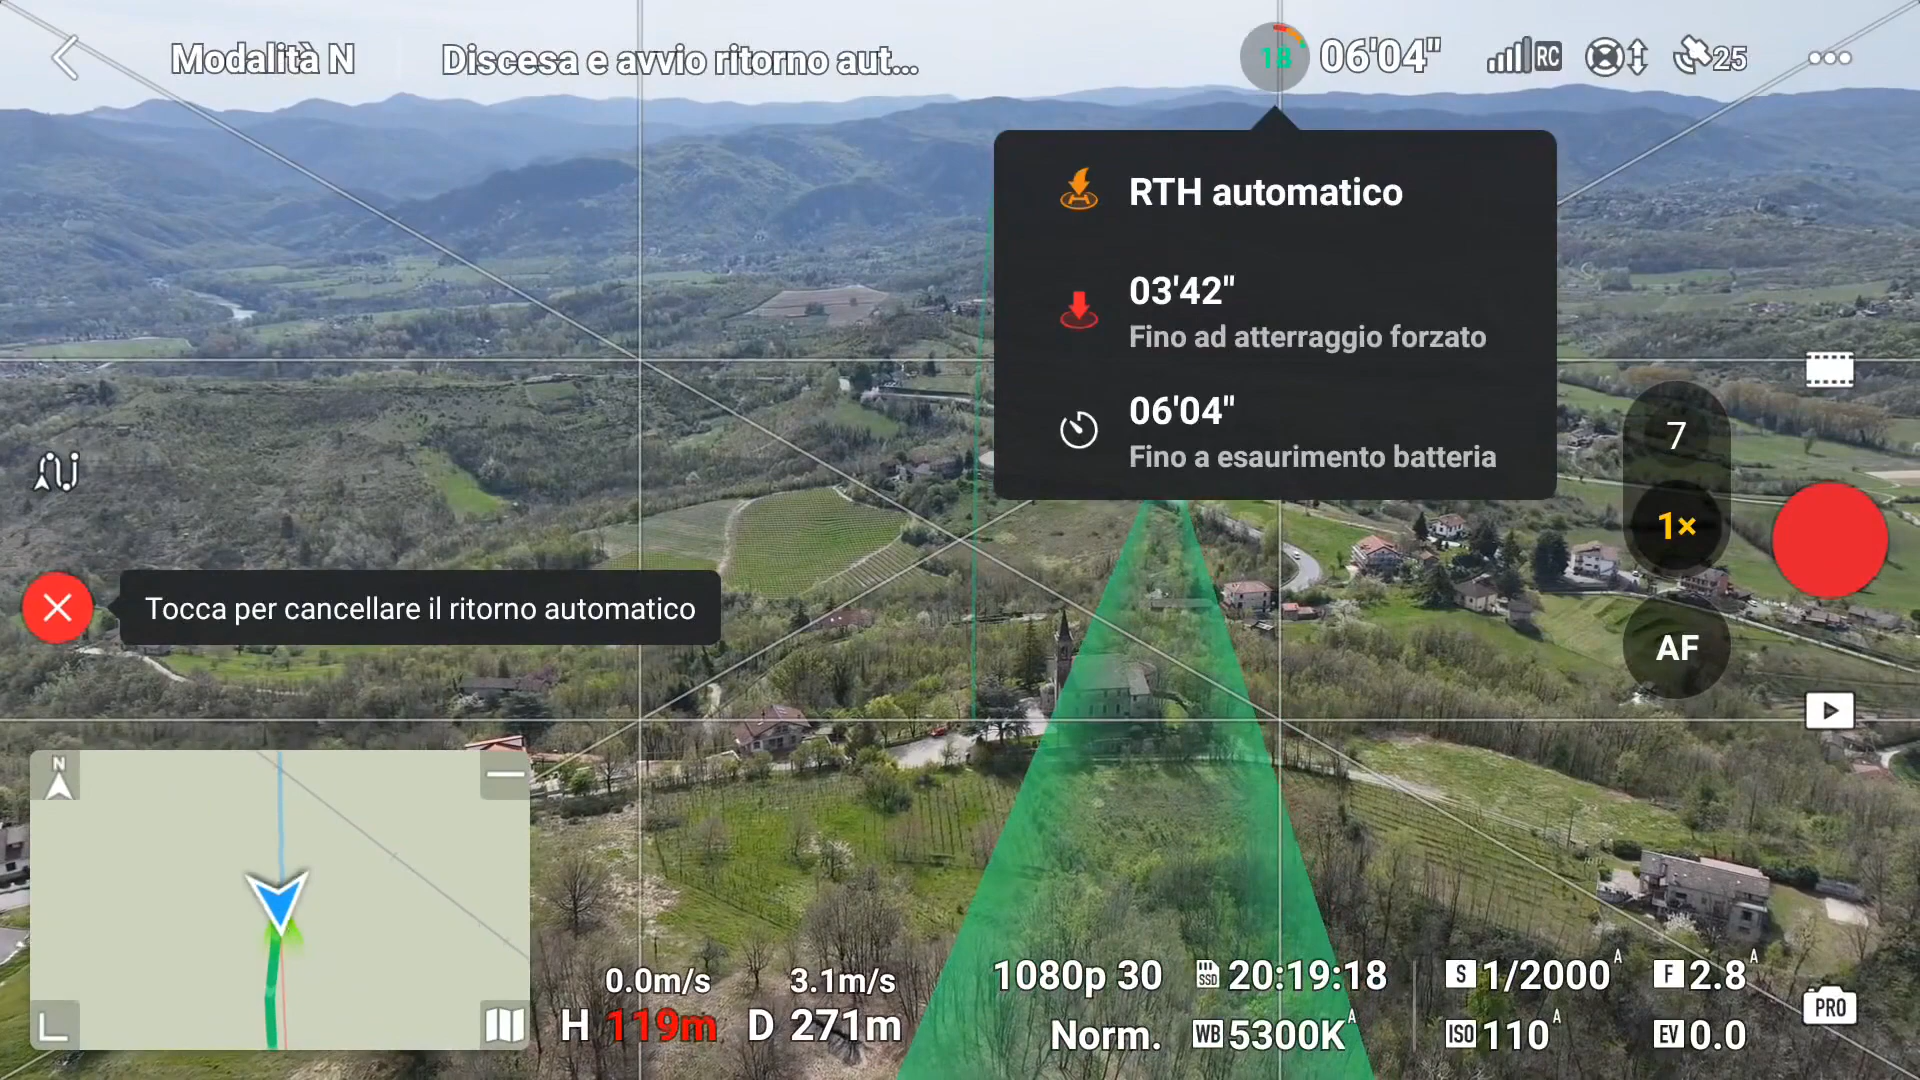 Modalità N
Discesa e avvio ritorno aut...
18
06'04"
RC
25
RTH automatico
03'42"
Fino ad atterraggio forzato
06'04"
Fino a esaurimento batteria
7
1×
AF
Tocca per cancellare il ritorno automatico
N
0.0m/s
3.1m/s
H 119m
D 271m
1080p 30
SSD 20:19:18
S 1/2000 A
F 2.8 A
Norm.
WB 5300K A
ISO 110 A
EV 0.0
PRO